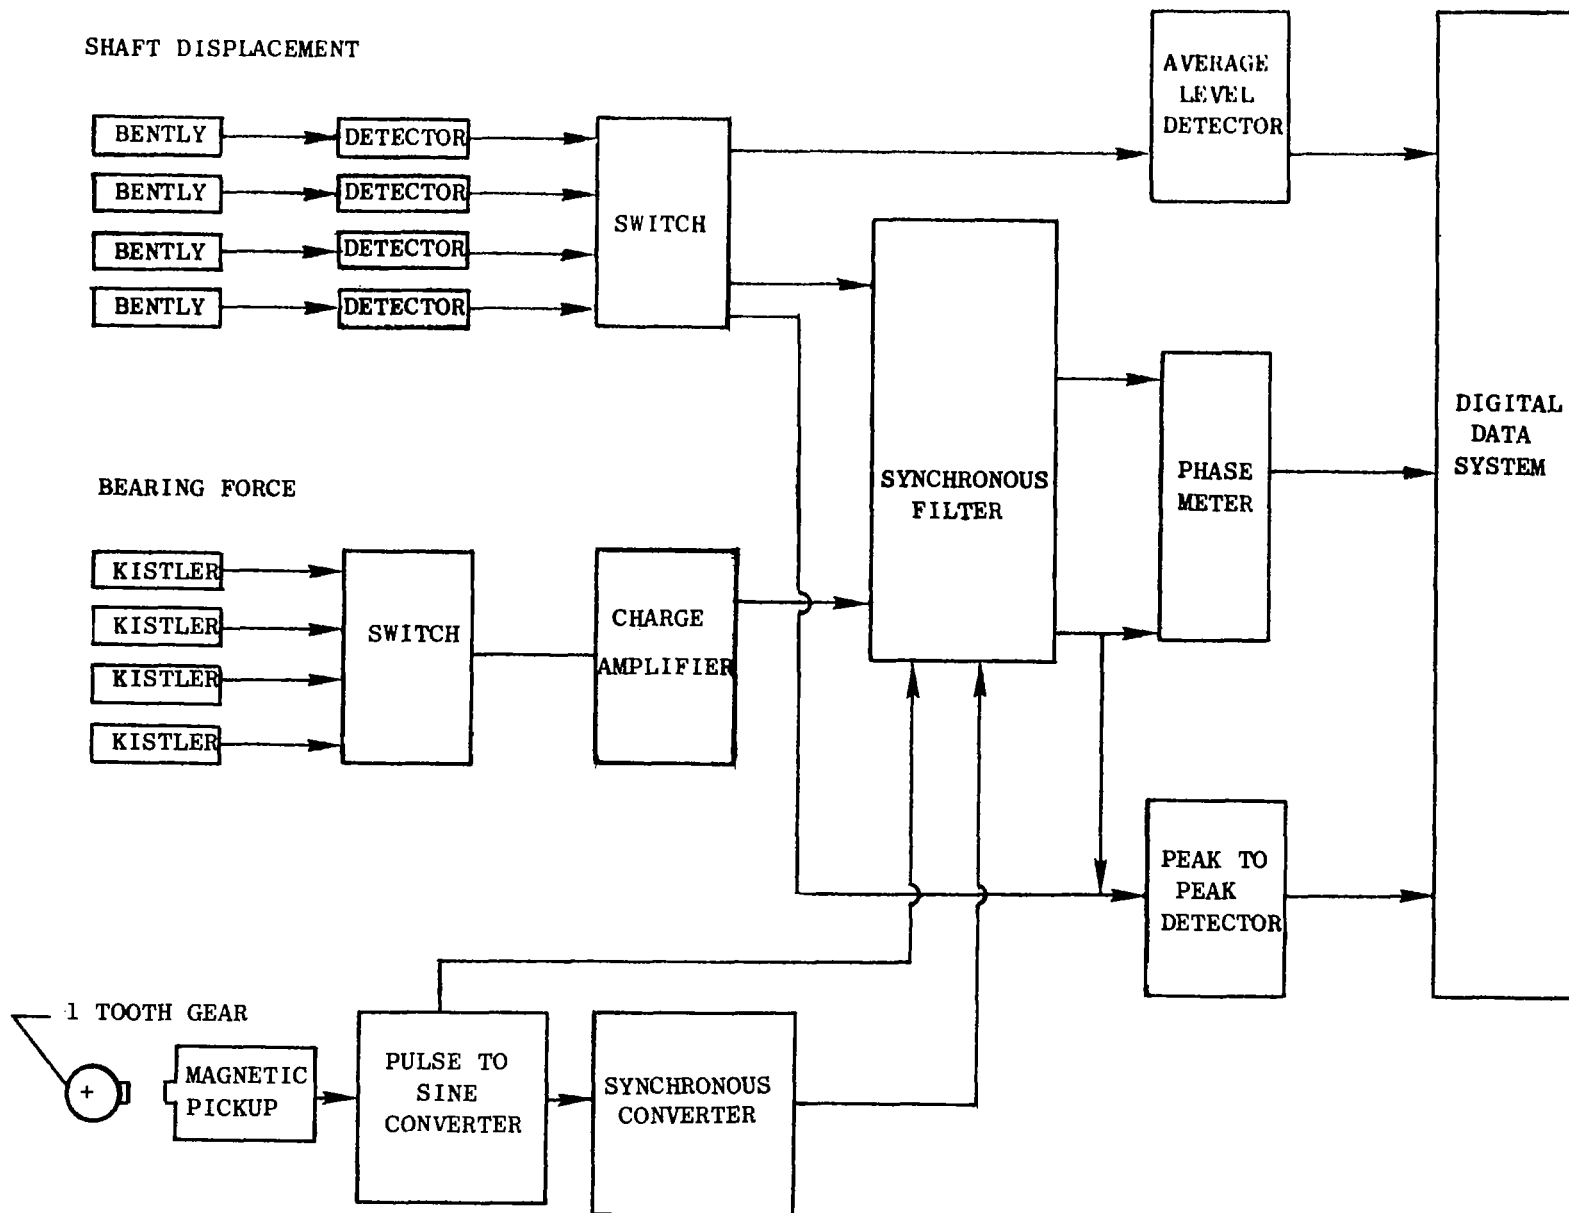 SHAFT DISPLACEMENT
BENTLY
DETECTOR
BENTLY
DETECTOR
BENTLY
DETECTOR
BENTLY
DETECTOR
SWITCH
AVERAGE
LEVEL
DETECTOR
SYNCHRONOUS
FILTER
PHASE
METER
DIGITAL
DATA
SYSTEM
BEARING FORCE
KISTLER
KISTLER
KISTLER
KISTLER
SWITCH
CHARGE
AMPLIFIER
PEAK TO
PEAK
DETECTOR
1 TOOTH GEAR
+
MAGNETIC
PICKUP
PULSE TO
SINE
CONVERTER
SYNCHRONOUS
CONVERTER